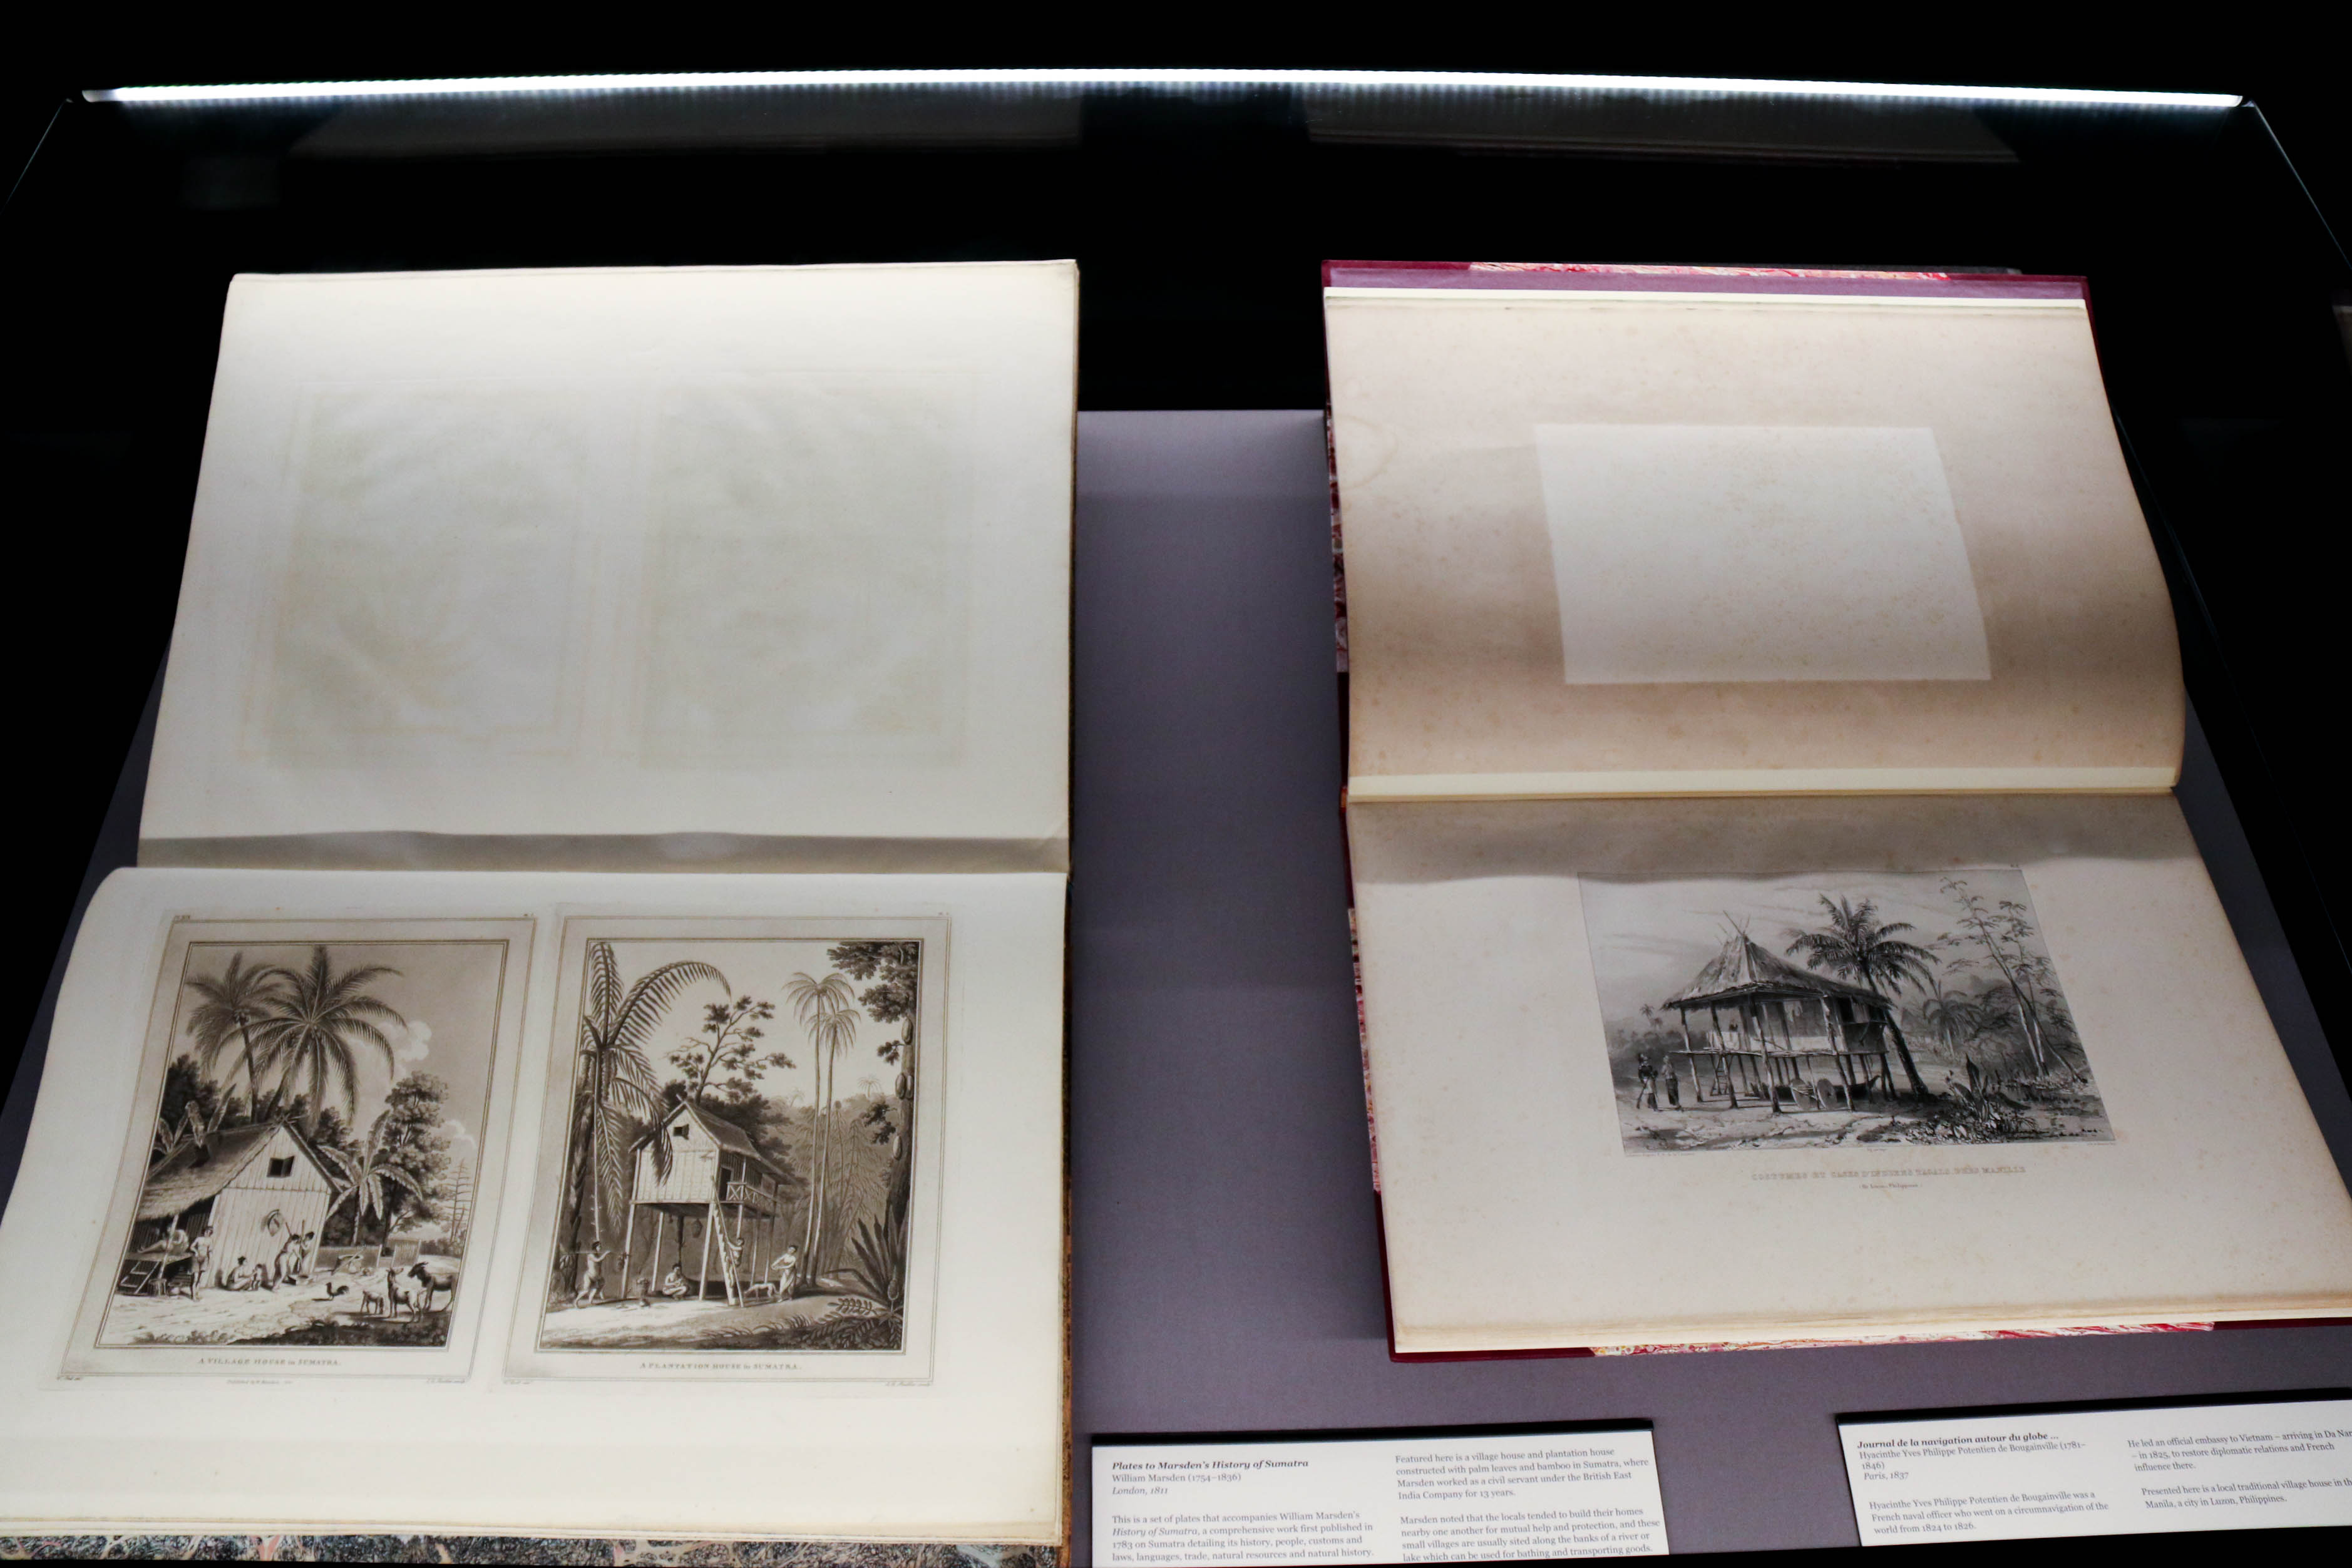 A VILLAGE HOUSE in SUMATRA.
A PLANTATION HOUSE in SUMATRA.
COSTUMES ET CASES D'INDIENS TAGALS PRÈS MANILLE
Plates to Marsden's History of Sumatra
William Marsden (1754–1836)
London, 1811
This is a set of plates that accompanies William Marsden's
History of Sumatra, a comprehensive work first published in
1783 on Sumatra detailing its history, people, customs and
laws, languages, trade, natural resources and natural history.
Featured here is a village house and plantation house
constructed with palm leaves and bamboo in Sumatra, where
Marsden worked as a civil servant under the British East
India Company for 13 years.
Marsden noted that the locals tended to build their homes
nearby one another for mutual help and protection, and these
small villages are usually sited along the banks of a river or
lake which can be used for bathing and transporting goods.
Journal de la navigation autour du globe ...
Hyacinthe Yves Philippe Potentien de Bougainville (1781–
1846)
Paris, 1837
Hyacinthe Yves Philippe Potentien de Bougainville was a
French naval officer who went on a circumnavigation of the
world from 1824 to 1826.
He led an official embassy to Vietnam – arriving in Da
– in 1825, to restore diplomatic relations and French
influence there.
Presented here is a local traditional village house in
Manila, a city in Luzon, Philippines.